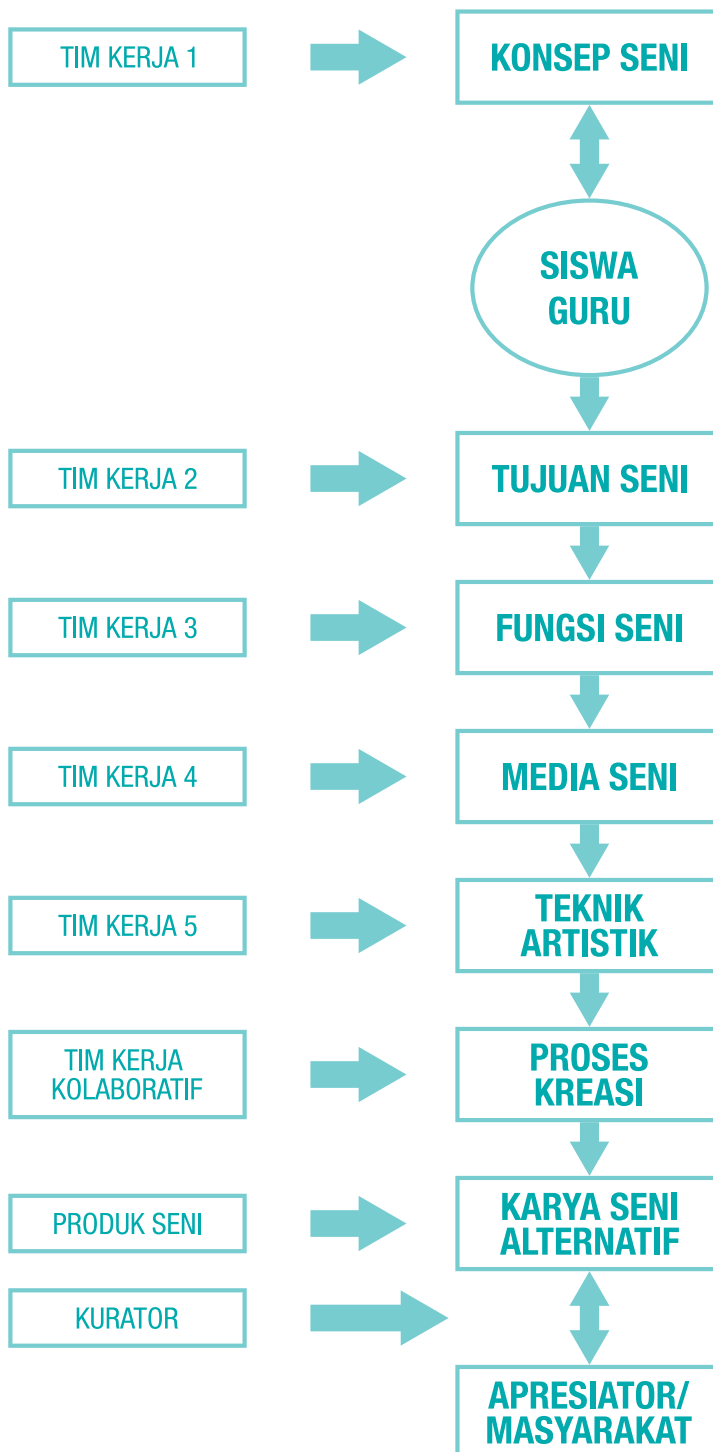 TIM KERJA 1
KONSEP SENI
SISWA
GURU
TIM KERJA 2
TUJUAN SENI
TIM KERJA 3
FUNGSI SENI
TIM KERJA 4
MEDIA SENI
TIM KERJA 5
TEKNIK
ARTISTIK
TIM KERJA
KOLABORATIF
PROSES
KREASI
PRODUK SENI
KARYA SENI
ALTERNATIF
KURATOR
APRESIATOR/
MASYARAKAT